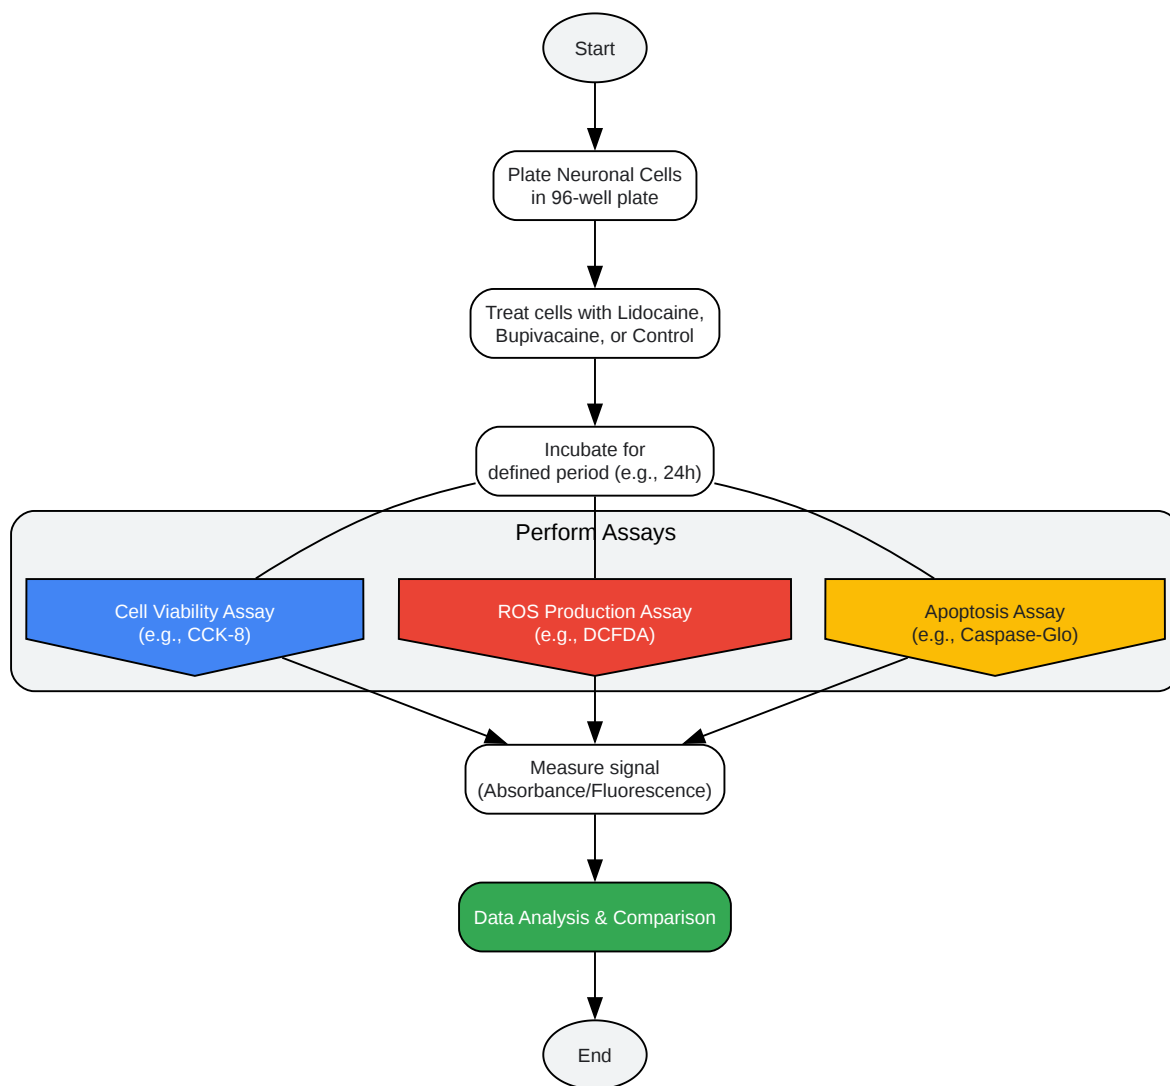 Start
Plate Neuronal Cells
in 96-well plate
Treat cells with Lidocaine,
Bupivacaine, or Control
Incubate for
defined period (e.g., 24h)
Perform Assays
Cell Viability Assay
(e.g., CCK-8)
ROS Production Assay
(e.g., DCFDA)
Apoptosis Assay
(e.g., Caspase-Glo)
Measure signal
(Absorbance/Fluorescence)
Data Analysis & Comparison
End